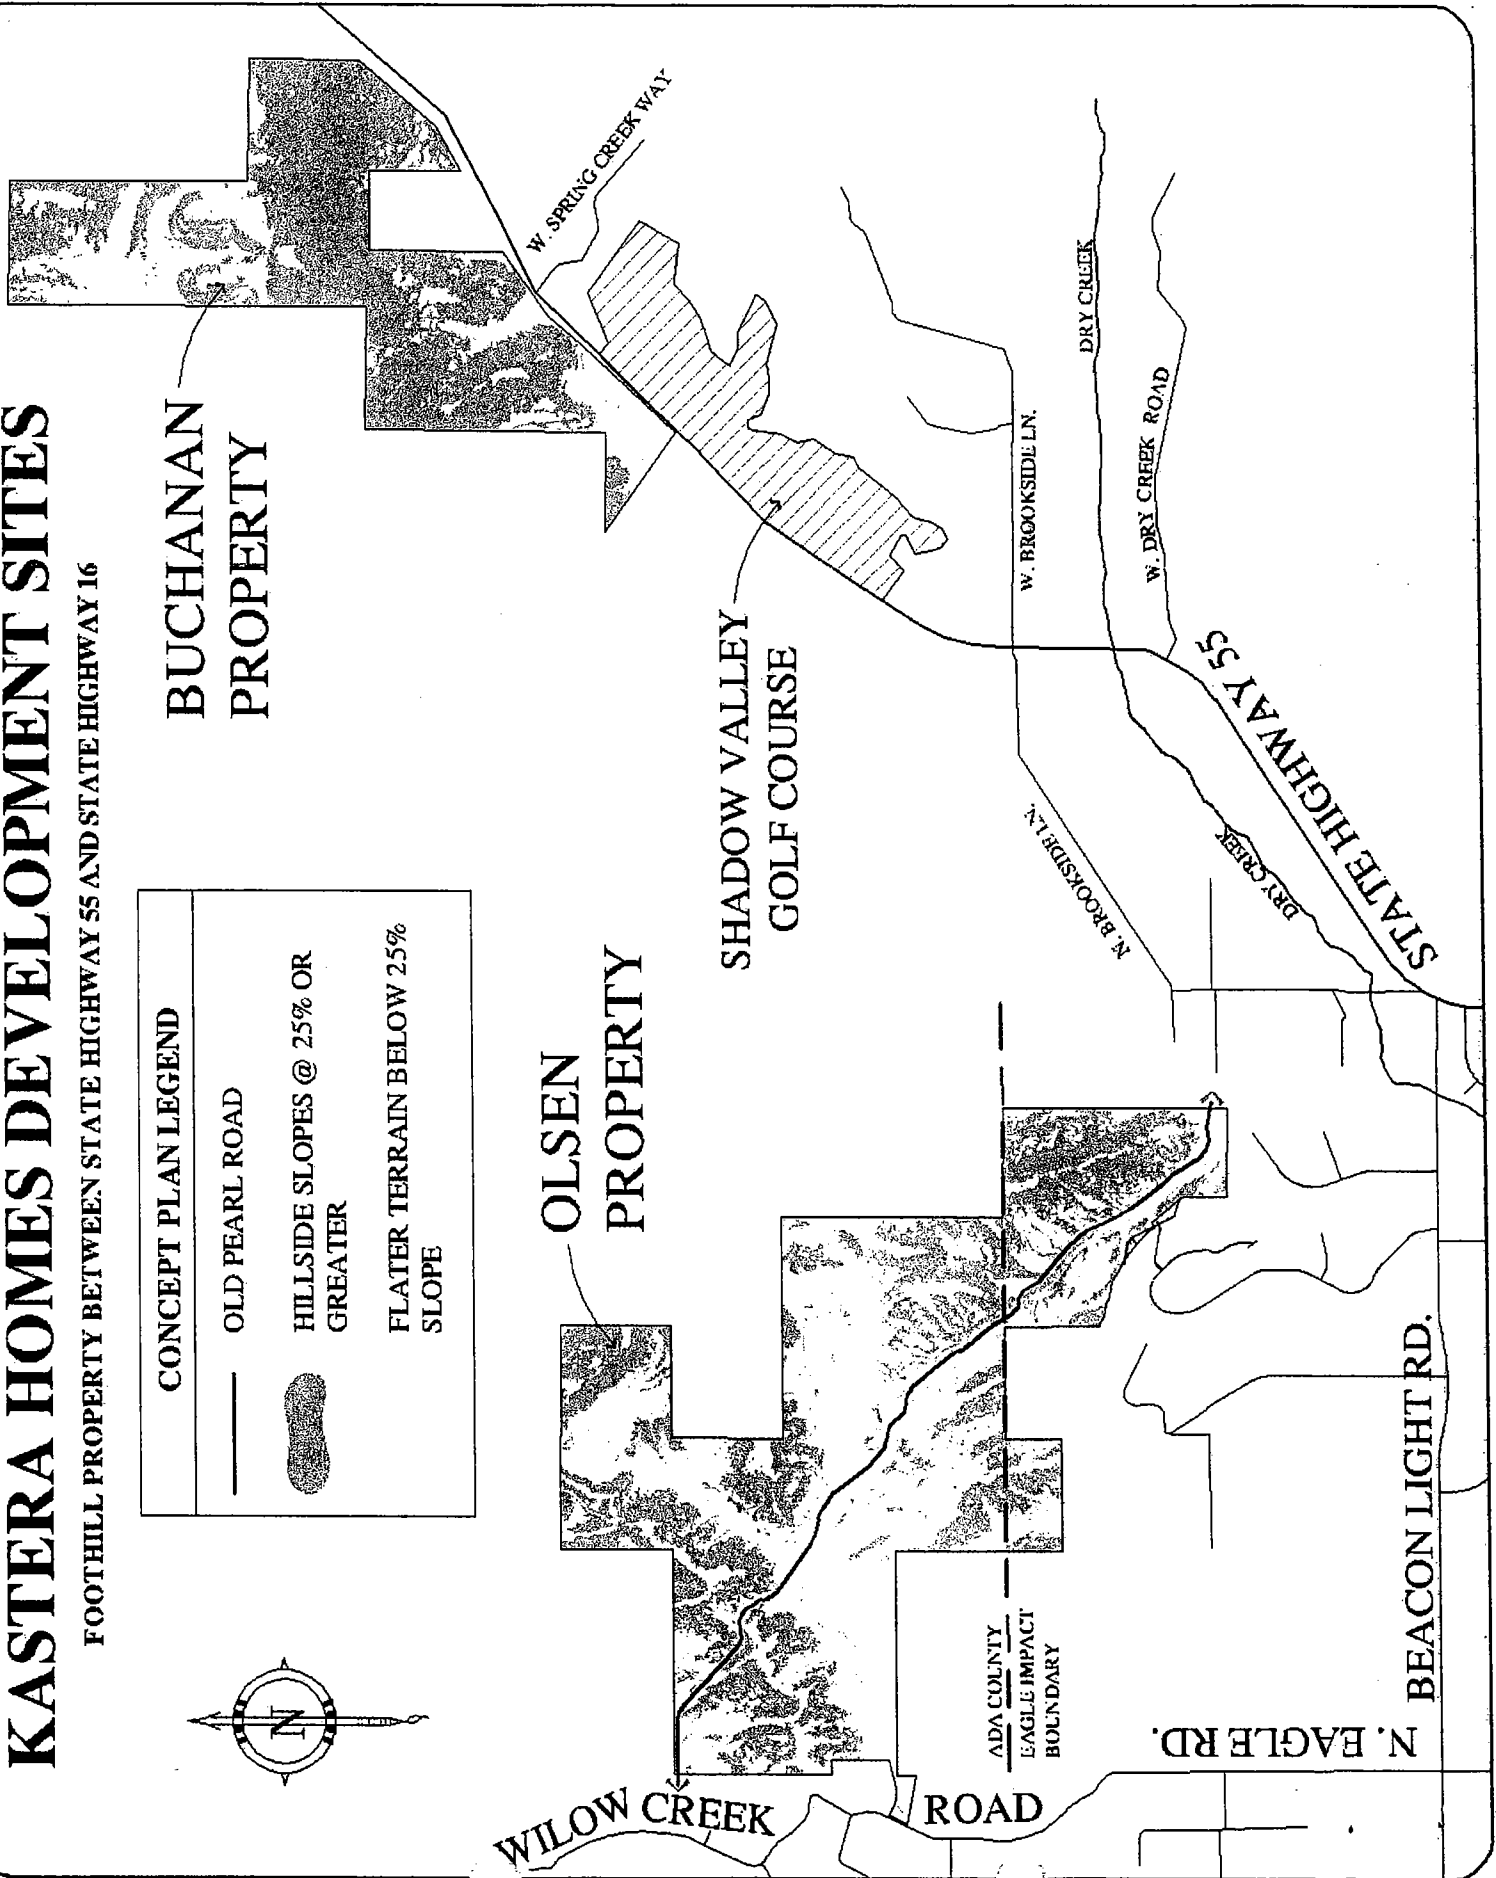 KASTERA HOMES DEVELOPMENT SITES
FOOTHILL PROPERTY BETWEEN STATE HIGHWAY 55 AND STATE HIGHWAY 16
N
CONCEPT PLAN LEGEND
OLD PEARL ROAD
HILLSIDE SLOPES @ 25% OR
GREATER
FLATER TERRAIN BELOW 25%
SLOPE
BUCHANAN
PROPERTY
W. SPRING CREEK WAY
OLSEN
PROPERTY
SHADOW VALLEY
GOLF COURSE
WILOW CREEK
ROAD
ADA COUNTY
EAGLE IMPACT
BOUNDARY
W. BROOKSIDE LN.
N. BROOKSIDE LN.
DRY CREEK
W. DRY CREEK ROAD
DRY CREEK
STATE HIGHWAY 55
N. EAGLE RD.
BEACON LIGHT RD.